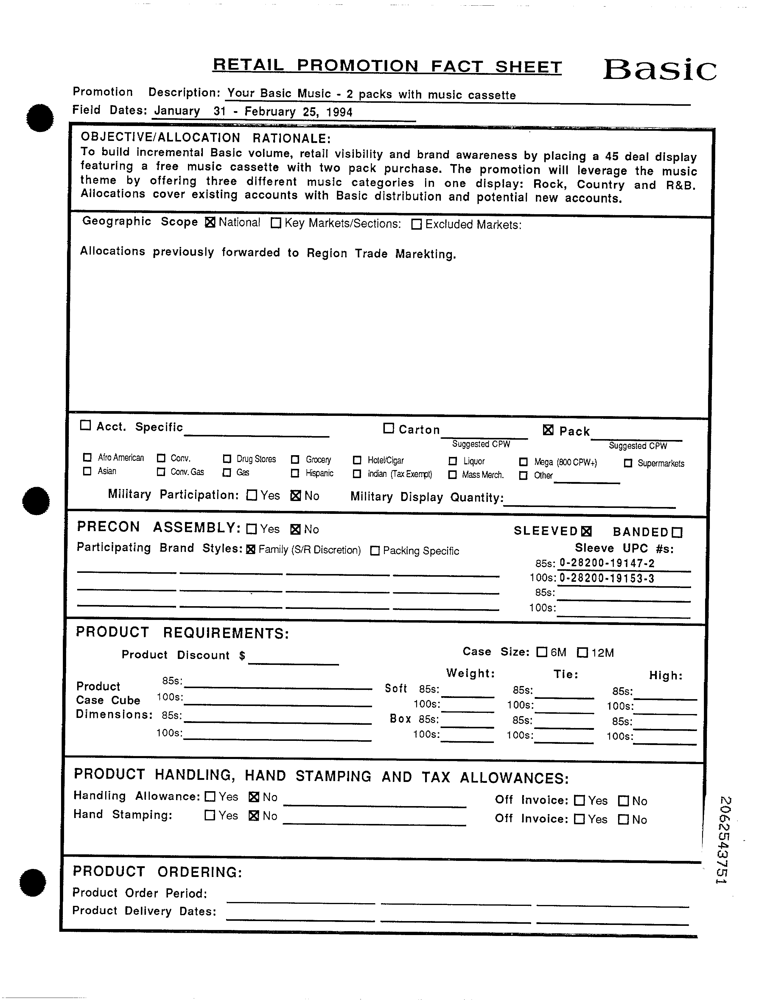 RETAIL PROMOTION FACT SHEET
Basic
Promotion Description: Your Basic Music - 2 packs with music cassette
Field Dates: January 31 - February 25, 1994
OBJECTIVE/ALLOCATION RATIONALE:
To build incremental Basic volume, retail visibility and brand awareness by placing a 45 deal display
featuring a free music cassette with two pack purchase. The promotion will leverage the music
theme by offering three different music categories in one display: Rock, Country and R&B.
Allocations cover existing accounts with Basic distribution and potential new accounts.
Geographic Scope ☒ National ☐ Key Markets/Sections: ☐ Excluded Markets:
Allocations previously forwarded to Region Trade Marekting.
☐ Acct. Specific ☐ Carton ☒ Pack
Suggested CPW Suggested CPW
☐ Afro American ☐ Conv. ☐ Drug Stores ☐ Grocery ☐ Hotel/Cigar ☐ Liquor ☐ Mega (800 CPW+) ☐ Supermarkets
☐ Asian ☐ Conv. Gas ☐ Gas ☐ Hispanic ☐ Indian (Tax Exempt) ☐ Mass Merch. ☐ Other
Military Participation: ☐ Yes ☒ No Military Display Quantity:
PRECON ASSEMBLY: ☐ Yes ☒ No SLEEVED ☒ BANDED ☐
Participating Brand Styles: ☒ Family (S/R Discretion) ☐ Packing Specific Sleeve UPC #s:
85s: 0-28200-19147-2
100s: 0-28200-19153-3
85s:
100s:
PRODUCT REQUIREMENTS:
Product Discount $ Case Size: ☐ 6M ☐ 12M
Weight: Tie: High:
Product 85s: Soft 85s: 85s: 85s:
Case Cube 100s: 100s: 100s: 100s:
Dimensions: 85s: Box 85s: 85s: 85s:
100s: 100s: 100s: 100s:
PRODUCT HANDLING, HAND STAMPING AND TAX ALLOWANCES:
Handling Allowance: ☐ Yes ☒ No Off Invoice: ☐ Yes ☐ No
Hand Stamping: ☐ Yes ☒ No Off Invoice: ☐ Yes ☐ No
PRODUCT ORDERING:
Product Order Period:
Product Delivery Dates:
2062543751